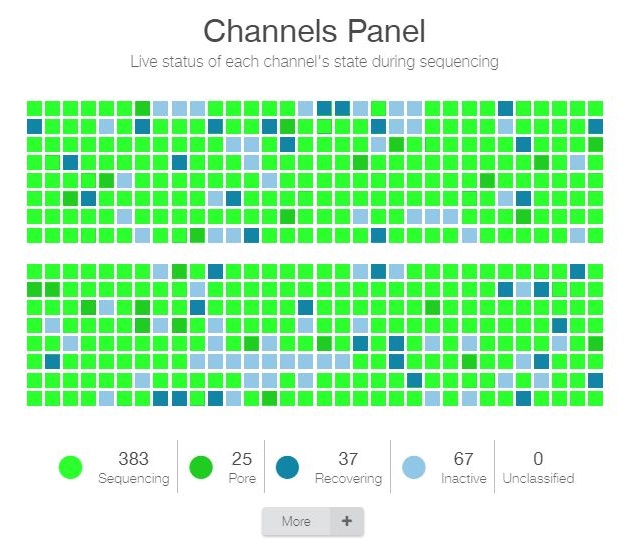 Channels Panel
Live status of each channel's state during sequencing
383 25 37 67 0
Sequencing Pore Recovering Inactive Unclassified
More +